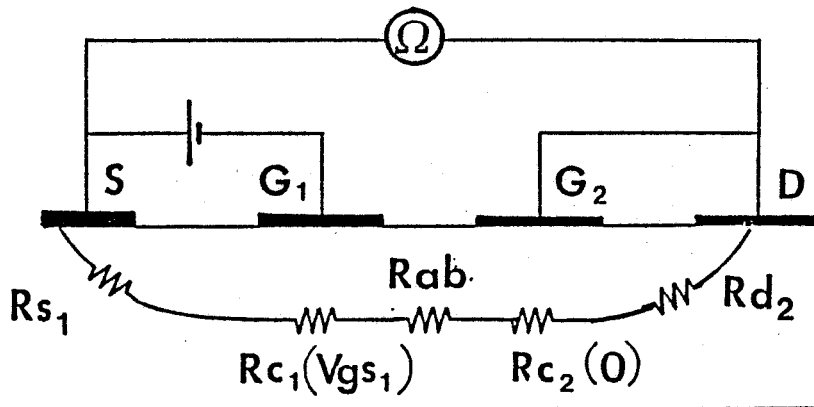 Ω
S G₁ G₂ D
Rs₁ Rab Rd₂
Rc₁(Vgs₁) Rc₂(0)